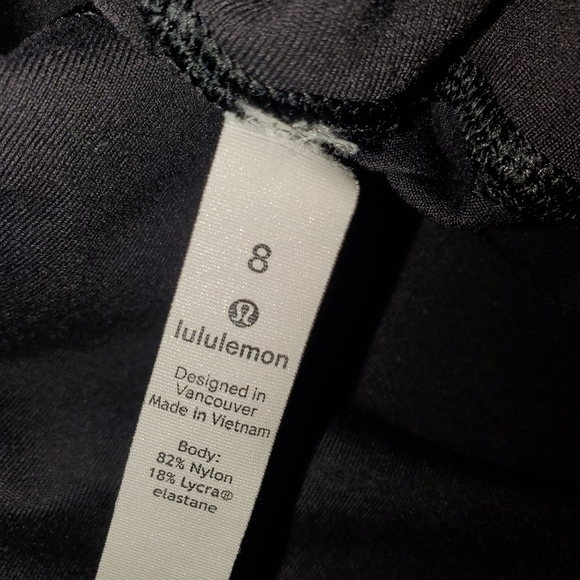 8
lululemon
Designed in
Vancouver
Made in Vietnam
Body:
82% Nylon
18% Lycra®
elastane